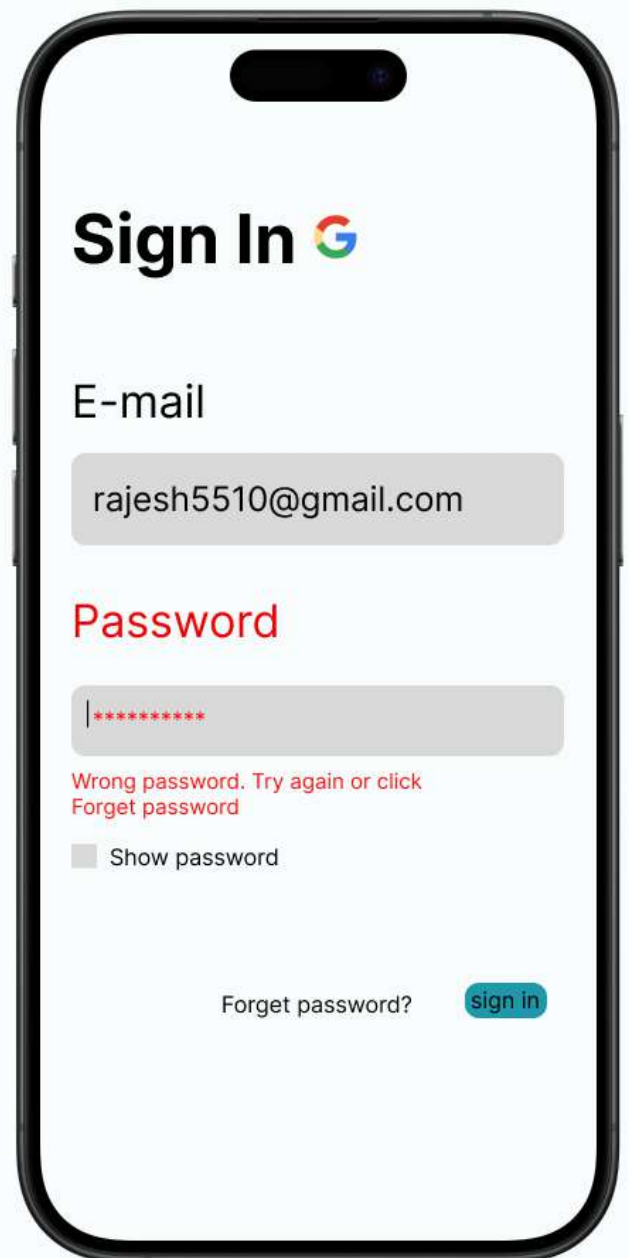 Sign In G
E-mail
rajesh5510@gmail.com
Password
**********
Wrong password. Try again or click
Forget password
Show password
Forget password?
sign in